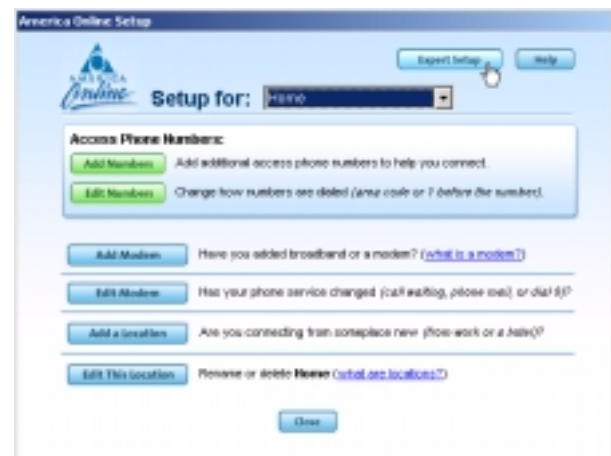 America Online Setup
AMERICA
Online
Expert Setup
Help
Setup for: Home
Access Phone Numbers:
Add Numbers Add additional access phone numbers to help you connect.
Edit Numbers Change how numbers are dialed (area code or 1 before the number).
Add Modem Have you added broadband or a modem? (what is a modem?)
Edit Modem Has your phone service changed (call waiting, phone mail, or dial 9)?
Add a Location Are you connecting from someplace new (from work or a hotel)?
Edit This Location Rename or delete Home (what are locations?)
Close